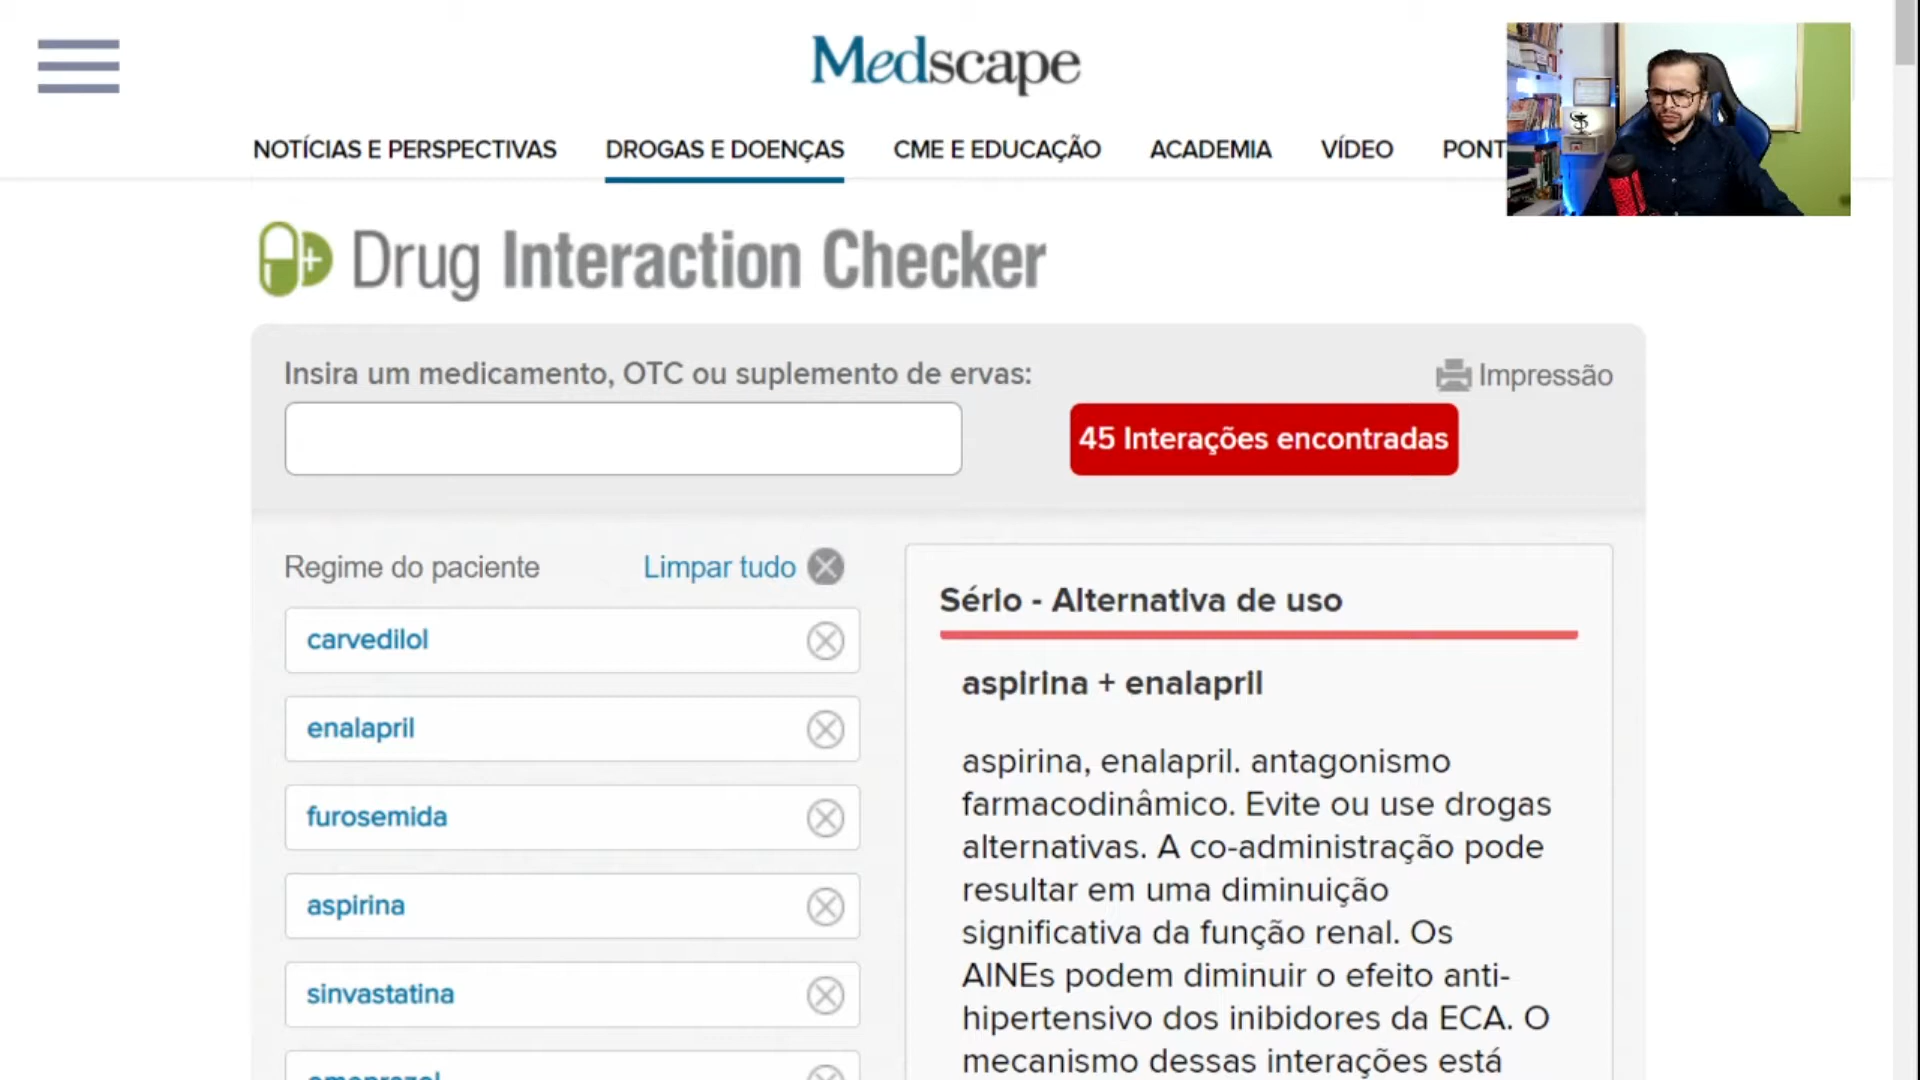 Medscape
NOTÍCIAS E PERSPECTIVAS DROGAS E DOENÇAS CME E EDUCAÇÃO ACADEMIA VÍDEO PONT
Drug Interaction Checker
Insira um medicamento, OTC ou suplemento de ervas:
Impressão
45 Interações encontradas
Regime do paciente
Limpar tudo
carvedilol
enalapril
furosemida
aspirina
sinvastatina
omeprazol
Sério - Alternativa de uso
aspirina + enalapril
aspirina, enalapril. antagonismo
farmacodinâmico. Evite ou use drogas
alternativas. A co-administração pode
resultar em uma diminuição
significativa da função renal. Os
AINEs podem diminuir o efeito anti-
hipertensivo dos inibidores da ECA. O
mecanismo dessas interações está